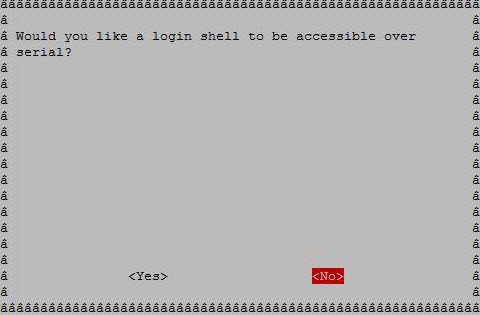 ââââââââââââââââââââââââââââââââââââââââââââââââââââââââââââ
â â
â Would you like a login shell to be accessible over â
â serial? â
â â
â â
â â
â â
â â
â â
â â
â â
â â
â â
â â
â â
â â
â <Yes> <No> â
â â
ââââââââââââââââââââââââââââââââââââââââââââââââââââââââââââ